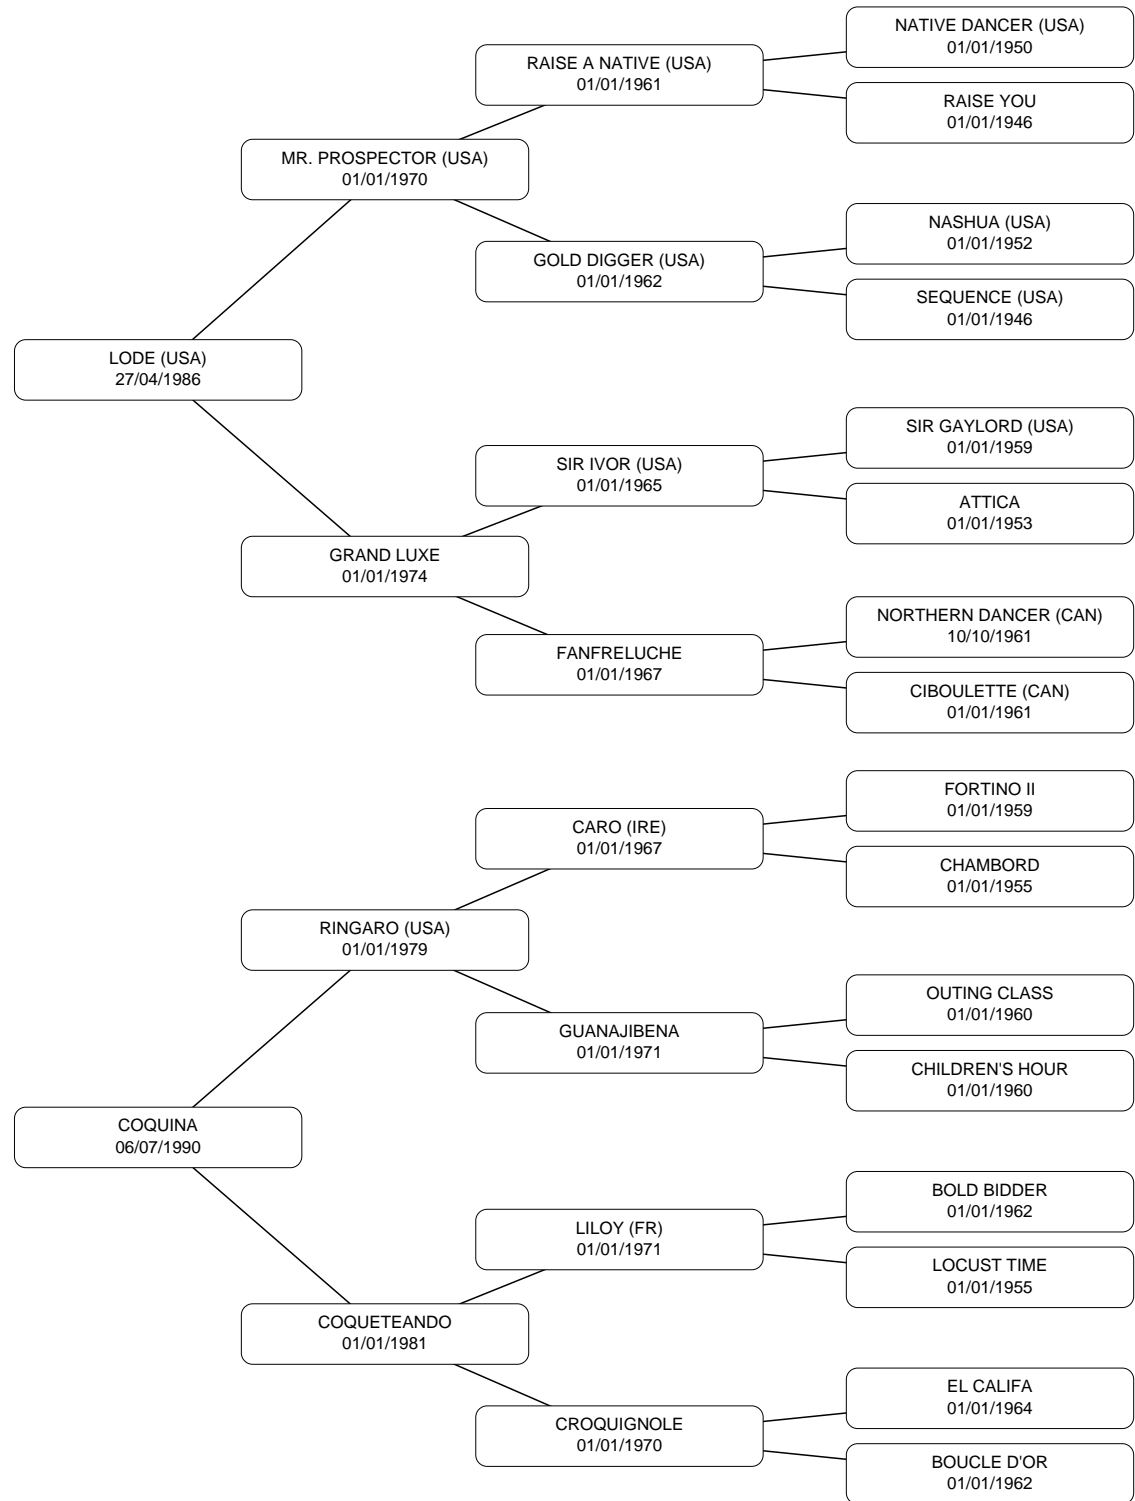 NATIVE DANCER (USA)
01/01/1950
RAISE A NATIVE (USA)
01/01/1961
RAISE YOU
01/01/1946
MR. PROSPECTOR (USA)
01/01/1970
NASHUA (USA)
01/01/1952
GOLD DIGGER (USA)
01/01/1962
SEQUENCE (USA)
01/01/1946
LODE (USA)
27/04/1986
SIR GAYLORD (USA)
01/01/1959
SIR IVOR (USA)
01/01/1965
ATTICA
01/01/1953
GRAND LUXE
01/01/1974
NORTHERN DANCER (CAN)
10/10/1961
FANFRELUCHE
01/01/1967
CIBOULETTE (CAN)
01/01/1961
FORTINO II
01/01/1959
CARO (IRE)
01/01/1967
CHAMBORD
01/01/1955
RINGARO (USA)
01/01/1979
OUTING CLASS
01/01/1960
GUANAJIBENA
01/01/1971
CHILDREN'S HOUR
01/01/1960
COQUINA
06/07/1990
BOLD BIDDER
01/01/1962
LILOY (FR)
01/01/1971
LOCUST TIME
01/01/1955
COQUETEANDO
01/01/1981
EL CALIFA
01/01/1964
CROQUIGNOLE
01/01/1970
BOUCLE D'OR
01/01/1962